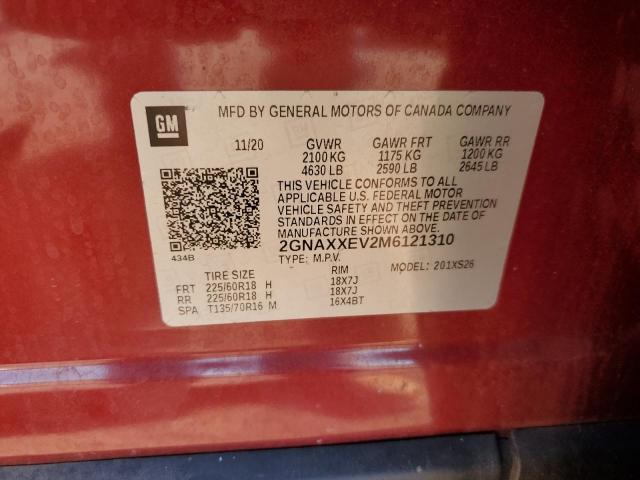 GM
MFD BY GENERAL MOTORS OF CANADA COMPANY
11/20 GVWR GAWR FRT GAWR RR
2100 KG 1175 KG 1200 KG
4630 LB 2590 LB 2645 LB
THIS VEHICLE CONFORMS TO ALL
APPLICABLE U.S. FEDERAL MOTOR
VEHICLE SAFETY AND THEFT PREVENTION
STANDARDS IN EFFECT ON THE DATE
OF MANUFACTURE SHOWN ABOVE.
2GNAXXEV2M6121310
434B
TYPE: M.P.V. MODEL: 201XS26
TIRE SIZE RIM
FRT 225/60R18 H 18X7J
RR 225/60R18 H 18X7J
SPA T135/70R16 M 16X4BT